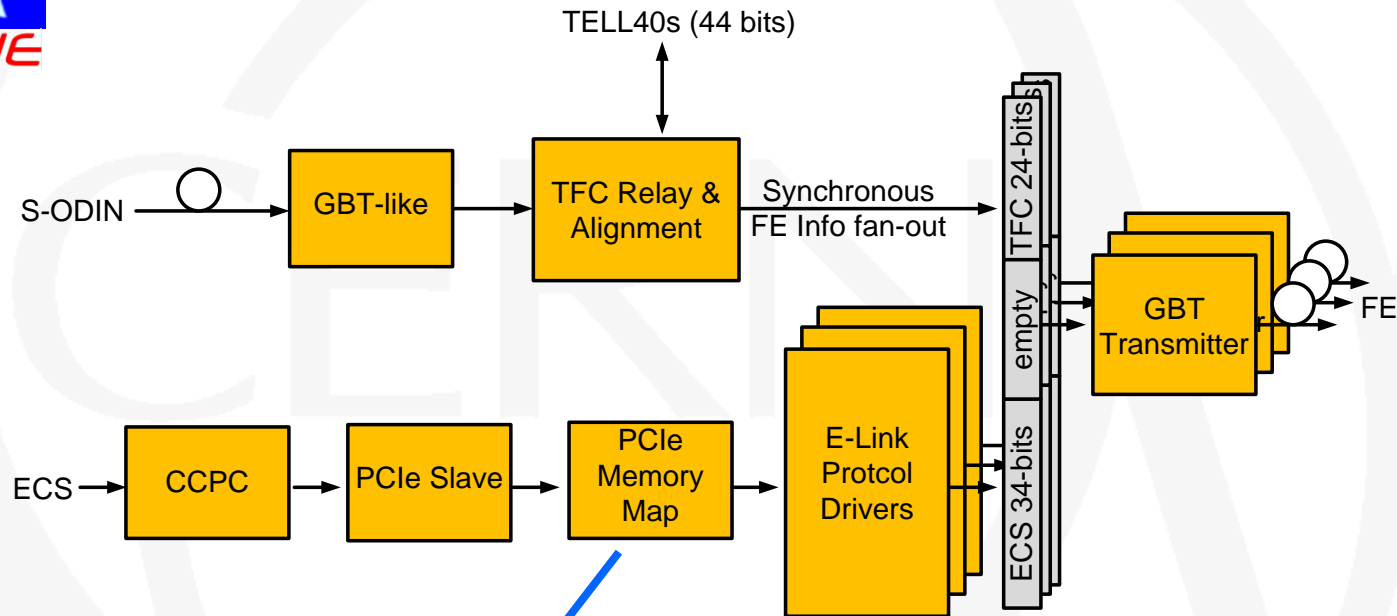 TELL40s (44 bits)
S-ODIN
GBT-like
TFC Relay &
Alignment
Synchronous
FE Info fan-out
TFC 24-bits
empty
ECS 34-bits
GBT
Transmitter
FE
ECS
CCPC
PCIe Slave
PCIe
Memory
Map
E-Link
Protcol
Drivers
CERN